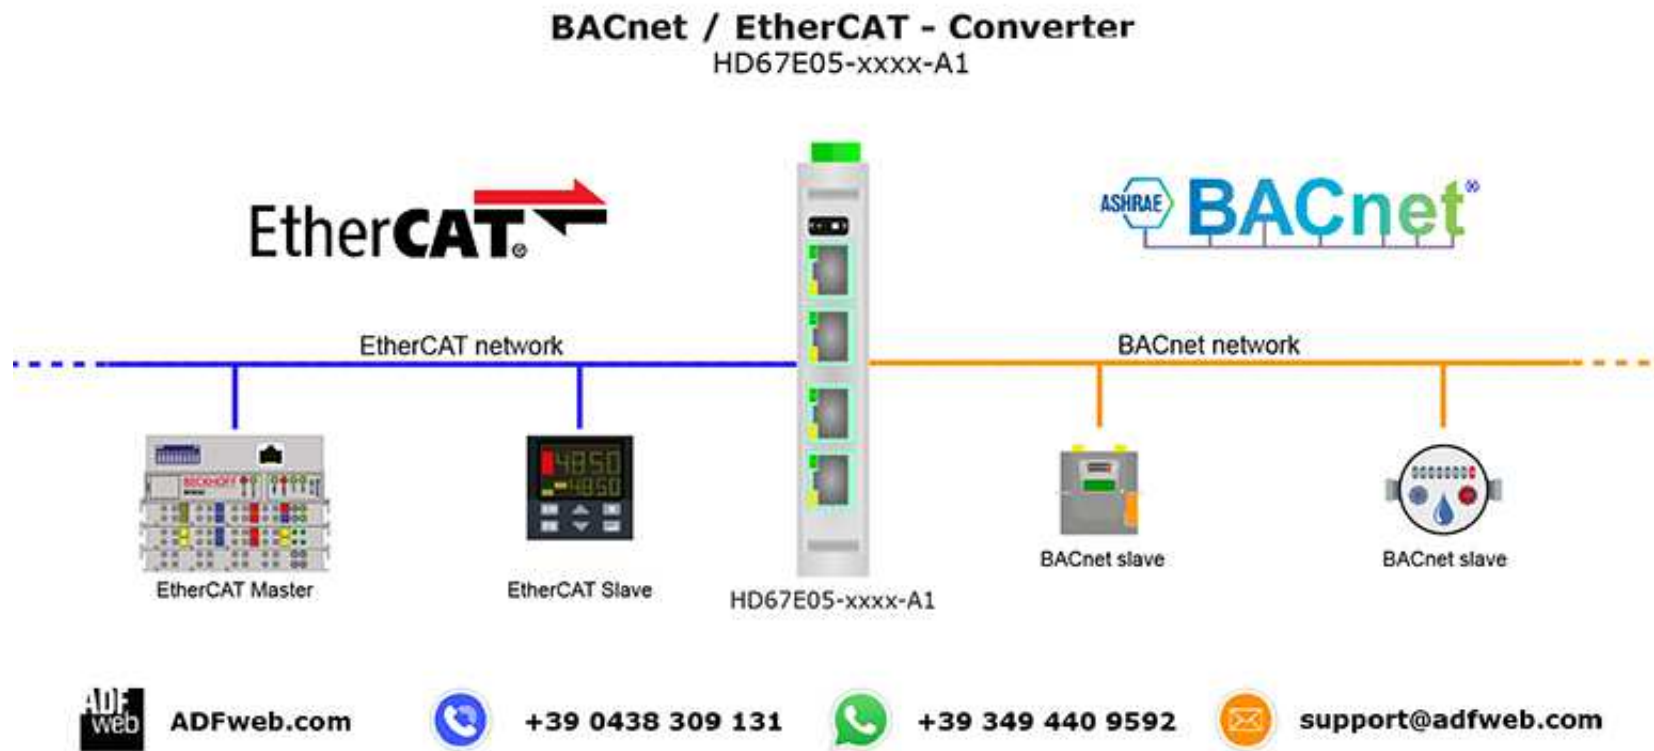 BACnet / EtherCAT - Converter
HD67E05-xxxx-A1
EtherCAT®
ASHRAE BACnet®
EtherCAT network
BACnet network
BECKHOFF
4850
4850
EtherCAT Master
EtherCAT Slave
HD67E05-xxxx-A1
BACnet slave
BACnet slave
ADF web
ADFweb.com
+39 0438 309 131
+39 349 440 9592
support@adfweb.com